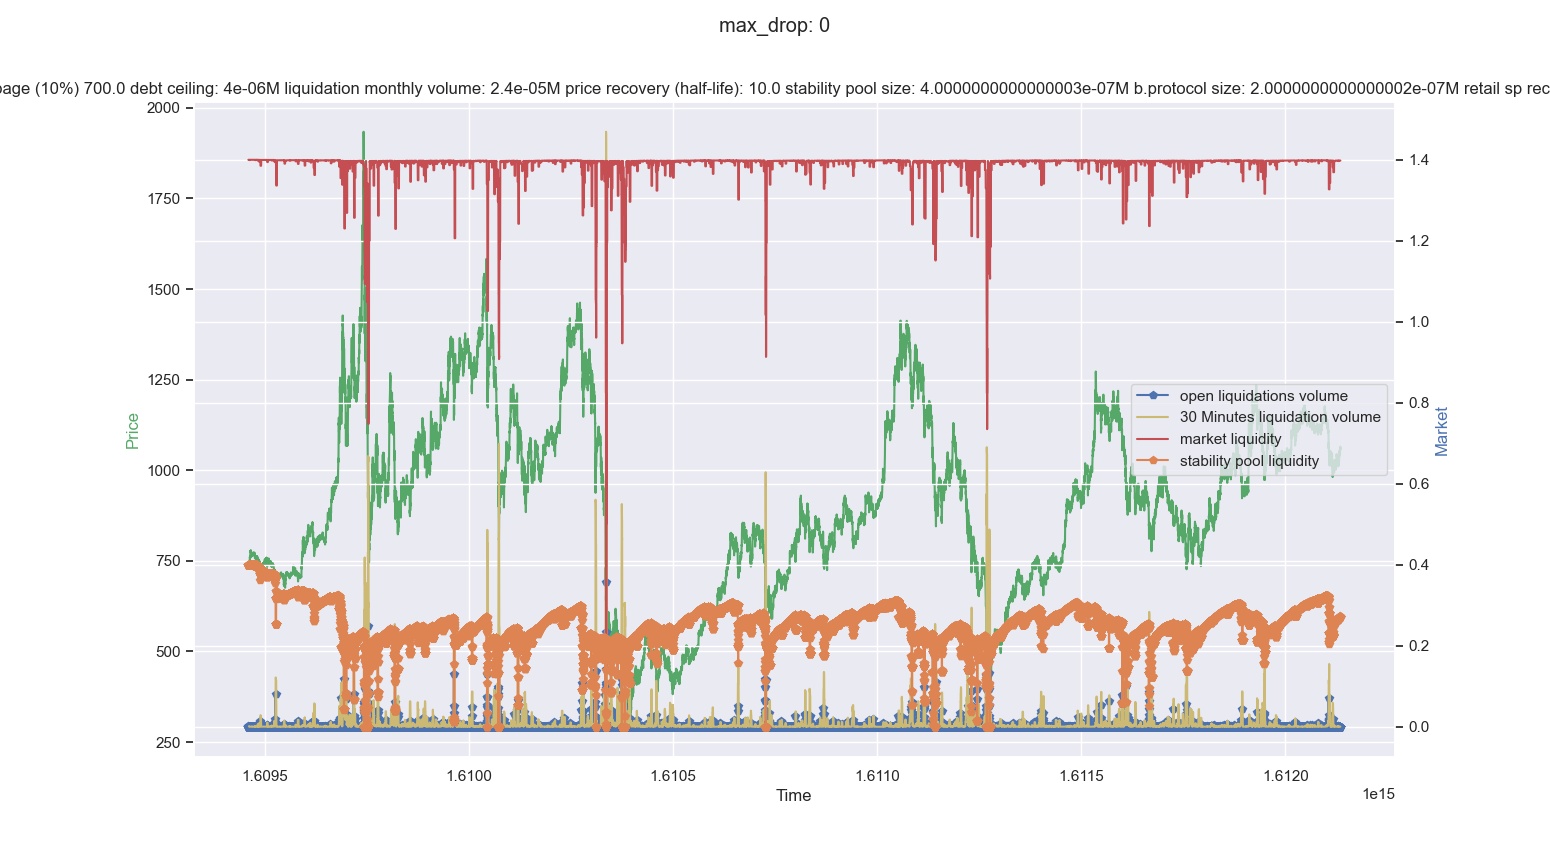 max_drop: 0
page (10%) 700.0 debt ceiling: 4e-06M liquidation monthly volume: 2.4e-05M price recovery (half-life): 10.0 stability pool size: 4.0000000000000003e-07M b.protocol size: 2.0000000000000002e-07M retail sp rec
2000
1750
1500
1250
1000
750
500
250
Price
1.4
1.2
1.0
0.8
0.6
0.4
0.2
0.0
Market
open liquidations volume
30 Minutes liquidation volume
market liquidity
stability pool liquidity
1.6095 1.6100 1.6105 1.6110 1.6115 1.6120
Time
1e15